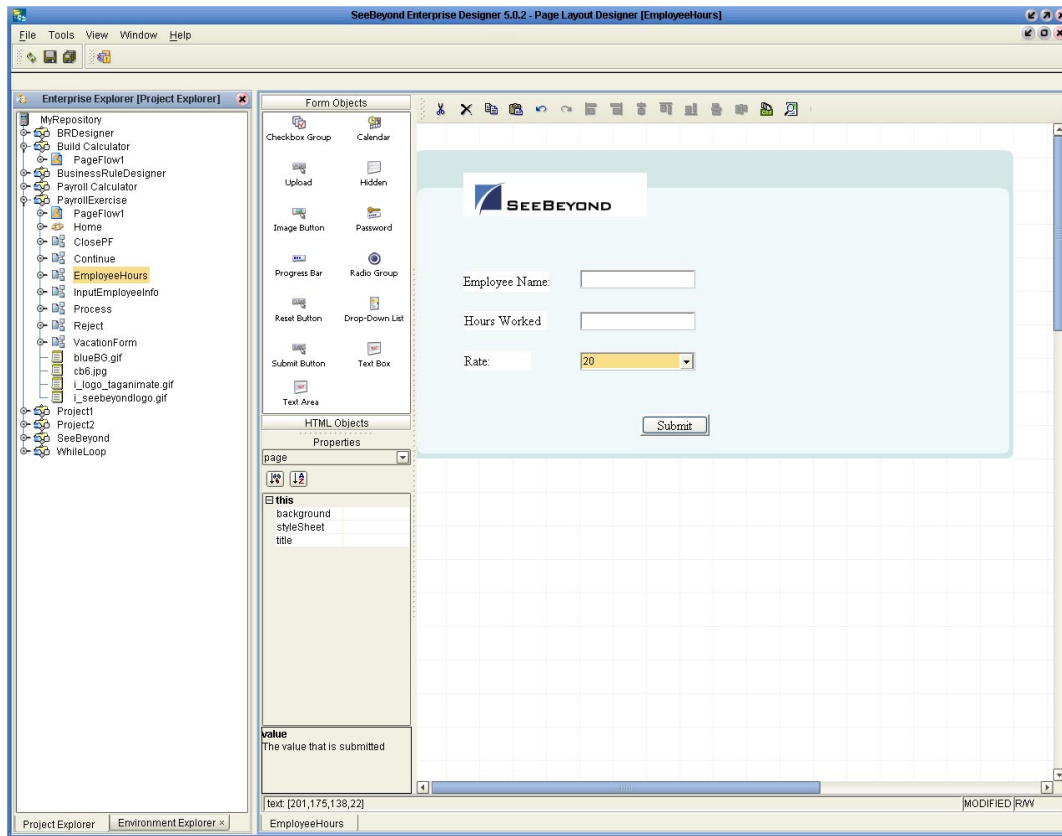 SeeBeyond Enterprise Designer 5.0.2 - Page Layout Designer [EmployeeHours]
File Tools View Window Help
Enterprise Explorer [Project Explorer]
MyRepository
BRDesigner
Build Calculator
PageFlow1
BusinessRuleDesigner
Payroll Calculator
PayrollExercise
PageFlow1
Home
ClosePF
Continue
EmployeeHours
InputEmployeeInfo
Process
Reject
VacationForm
blueBG.gif
cb6.jpg
i_logo_taganimate.gif
i_seebeyondlogo.gif
Project1
Project2
SeeBeyond
WhileLoop
Project Explorer
Environment Explorer ×
Form Objects
Checkbox Group Calendar
Upload Hidden
Image Button Password
Progress Bar Radio Group
Reset Button Drop-Down List
Submit Button Text Box
Text Area
HTML Objects
Properties
page
this
background
styleSheet
title
value
The value that is submitted
SEEBEYOND
Employee Name:
Hours Worked
Rate: 20
Submit
text: [201,175,138,22]
MODIFIED R/W
EmployeeHours